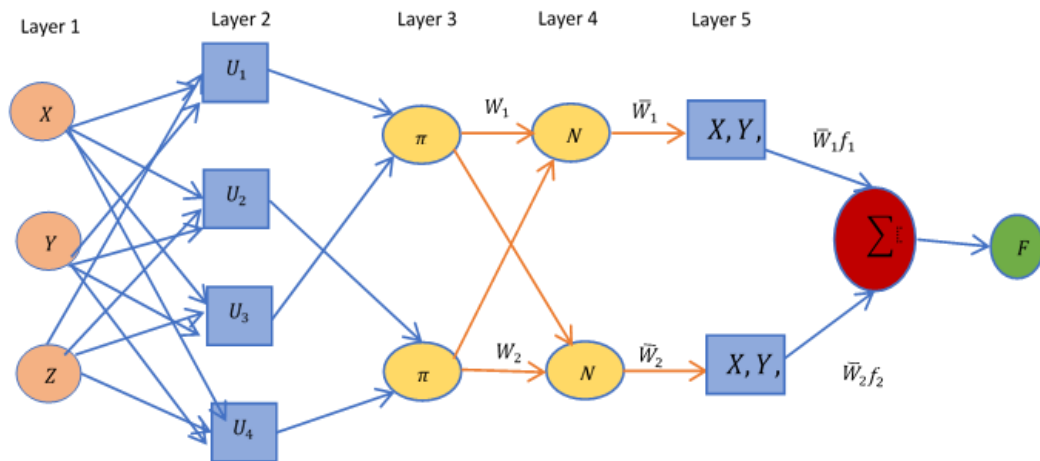 Layer 1
Layer 2
Layer 3
Layer 4
Layer 5
X
Y
Z
U₁
U₂
U₃
U₄
π
π
W₁
W₂
N
N
W̅₁
W̅₂
X, Y,
X, Y,
W̅₁f₁
W̅₂f₂
∑
F